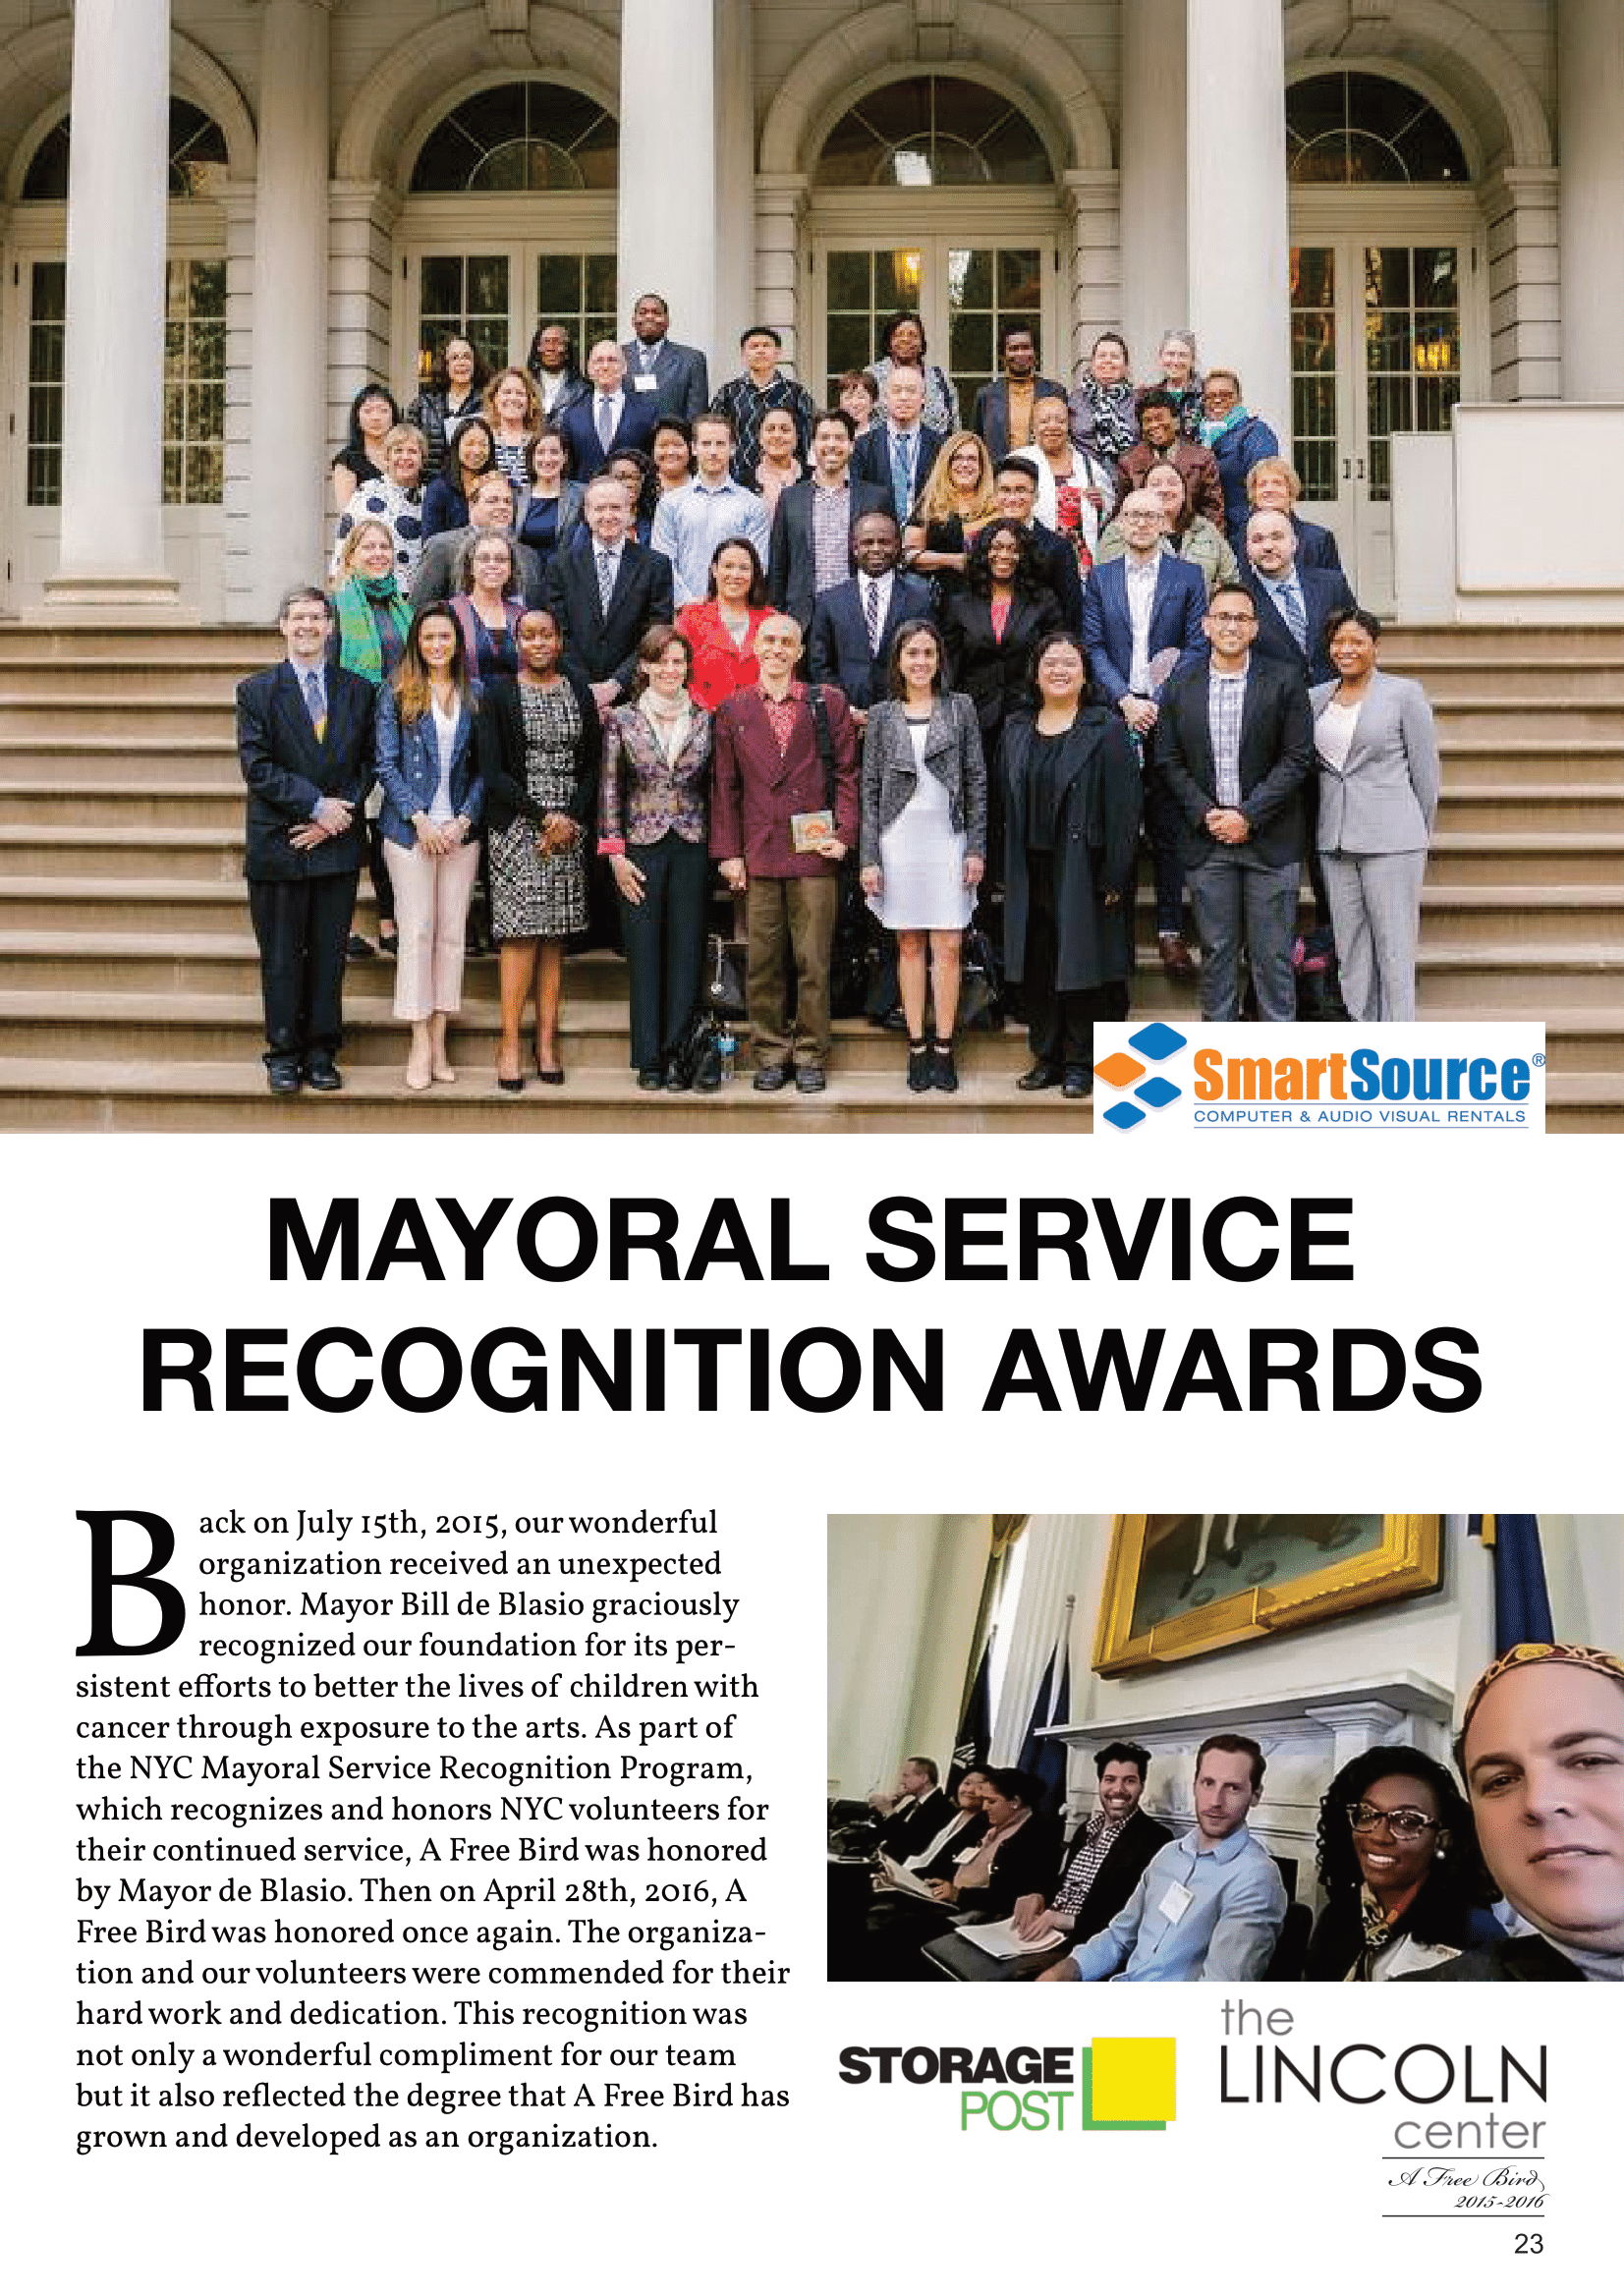 SmartSource®
COMPUTER & AUDIO VISUAL RENTALS
MAYORAL SERVICE
RECOGNITION AWARDS
Back on July 15th, 2015, our wonderful
organization received an unexpected
honor. Mayor Bill de Blasio graciously
recognized our foundation for its per-
sistent efforts to better the lives of children with
cancer through exposure to the arts. As part of
the NYC Mayoral Service Recognition Program,
which recognizes and honors NYC volunteers for
their continued service, A Free Bird was honored
by Mayor de Blasio. Then on April 28th, 2016, A
Free Bird was honored once again. The organiza-
tion and our volunteers were commended for their
hard work and dedication. This recognition was
not only a wonderful compliment for our team
but it also reflected the degree that A Free Bird has
grown and developed as an organization.
STORAGE
POST
the
LINCOLN
center
A Free Bird
2015-2016
23